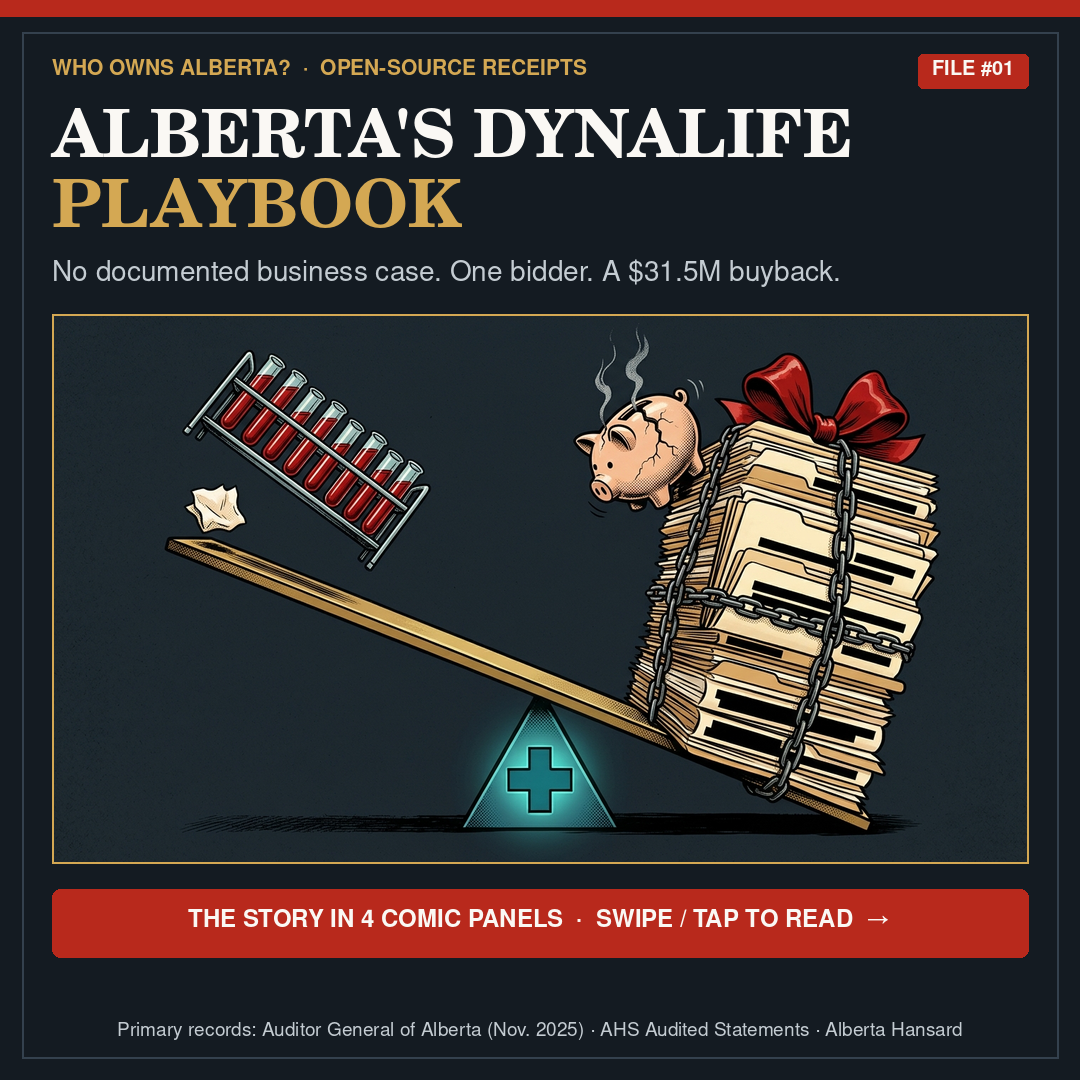 WHO OWNS ALBERTA? · OPEN-SOURCE RECEIPTS
FILE #01
ALBERTA'S DYNALIFE
PLAYBOOK
No documented business case. One bidder. A $31.5M buyback.
THE STORY IN 4 COMIC PANELS · SWIPE / TAP TO READ →
Primary records: Auditor General of Alberta (Nov. 2025) · AHS Audited Statements · Alberta Hansard